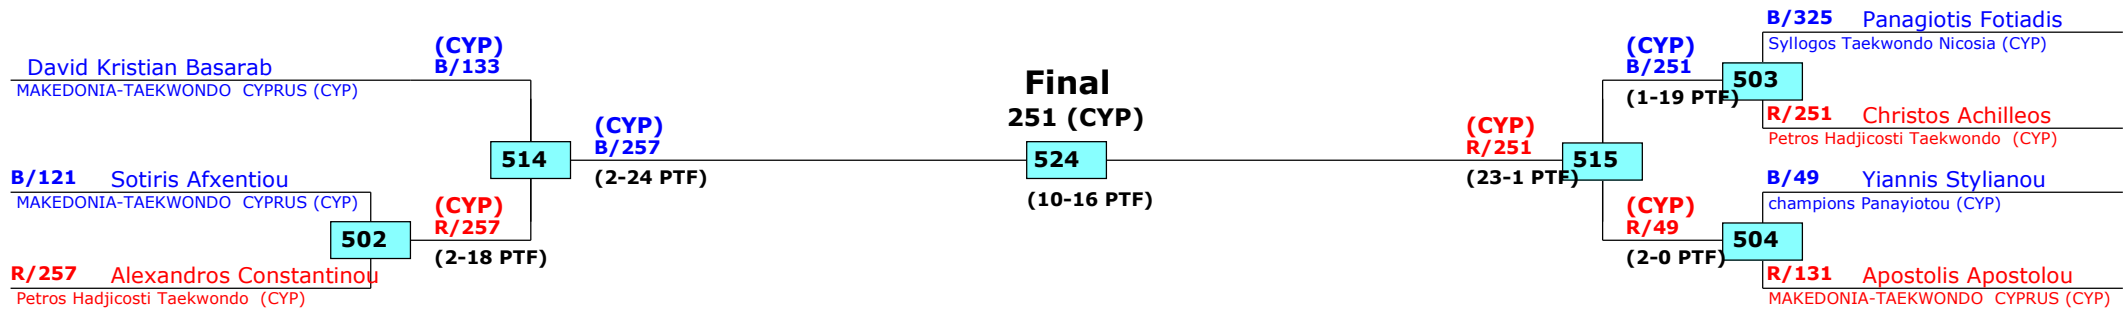 David Kristian Basarab
MAKEDONIA-TAEKWONDO CYPRUS (CYP)
(CYP)
B/133
B/121 Sotiris Afxentiou
MAKEDONIA-TAEKWONDO CYPRUS (CYP)
502
R/257 Alexandros Constantinou
Petros Hadjicosti Taekwondo (CYP)
(CYP)
R/257
(2-18 PTF)
514
(CYP)
B/257
(2-24 PTF)
Final
251 (CYP)
524
(10-16 PTF)
(CYP)
R/251
(23-1 PTF)
515
(CYP)
B/251
(1-19 PTF)
503
B/325 Panagiotis Fotiadis
Syllogos Taekwondo Nicosia (CYP)
R/251 Christos Achilleos
Petros Hadjicosti Taekwondo (CYP)
(CYP)
R/49
(2-0 PTF)
504
B/49 Yiannis Stylianou
champions Panayiotou (CYP)
R/131 Apostolis Apostolou
MAKEDONIA-TAEKWONDO CYPRUS (CYP)